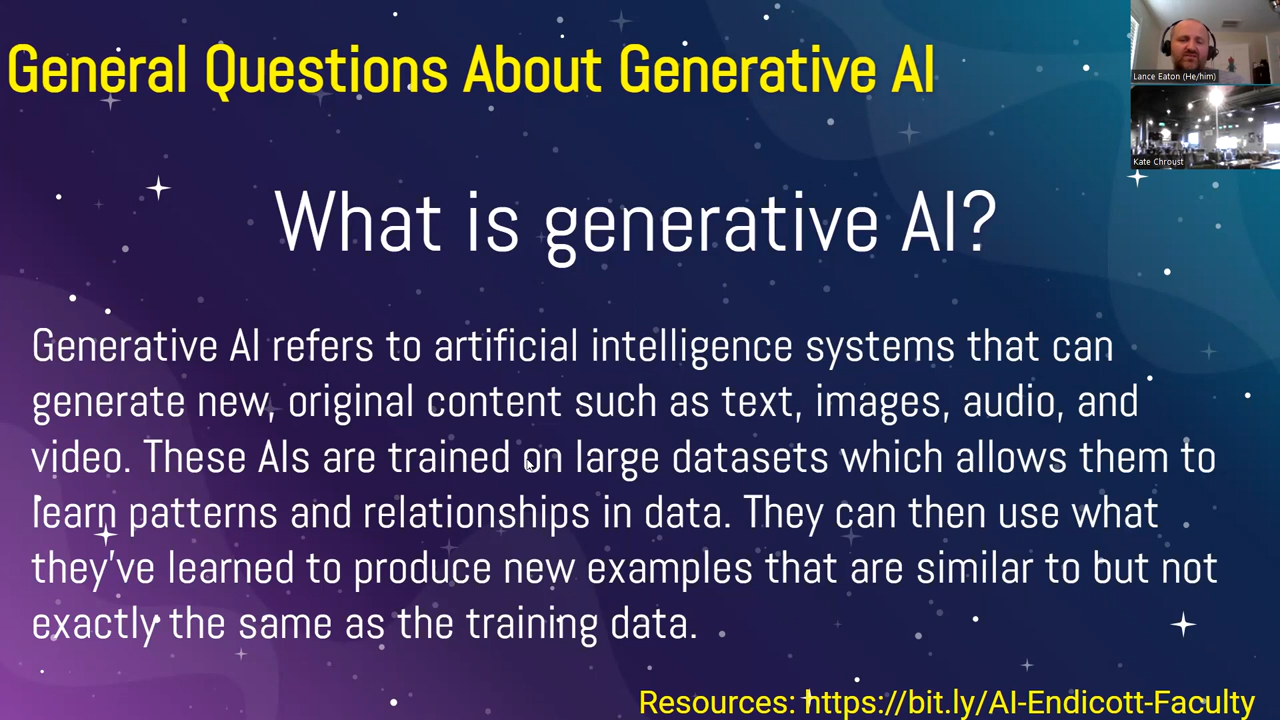 General Questions About Generative AI
Lance Eaton (He/him)
Kate Chroust
What is generative AI?
Generative AI refers to artificial intelligence systems that can
generate new, original content such as text, images, audio, and
video. These AIs are trained on large datasets which allows them to
learn patterns and relationships in data. They can then use what
they've learned to produce new examples that are similar to but not
exactly the same as the training data.
Resources: https://bit.ly/AI-Endicott-Faculty